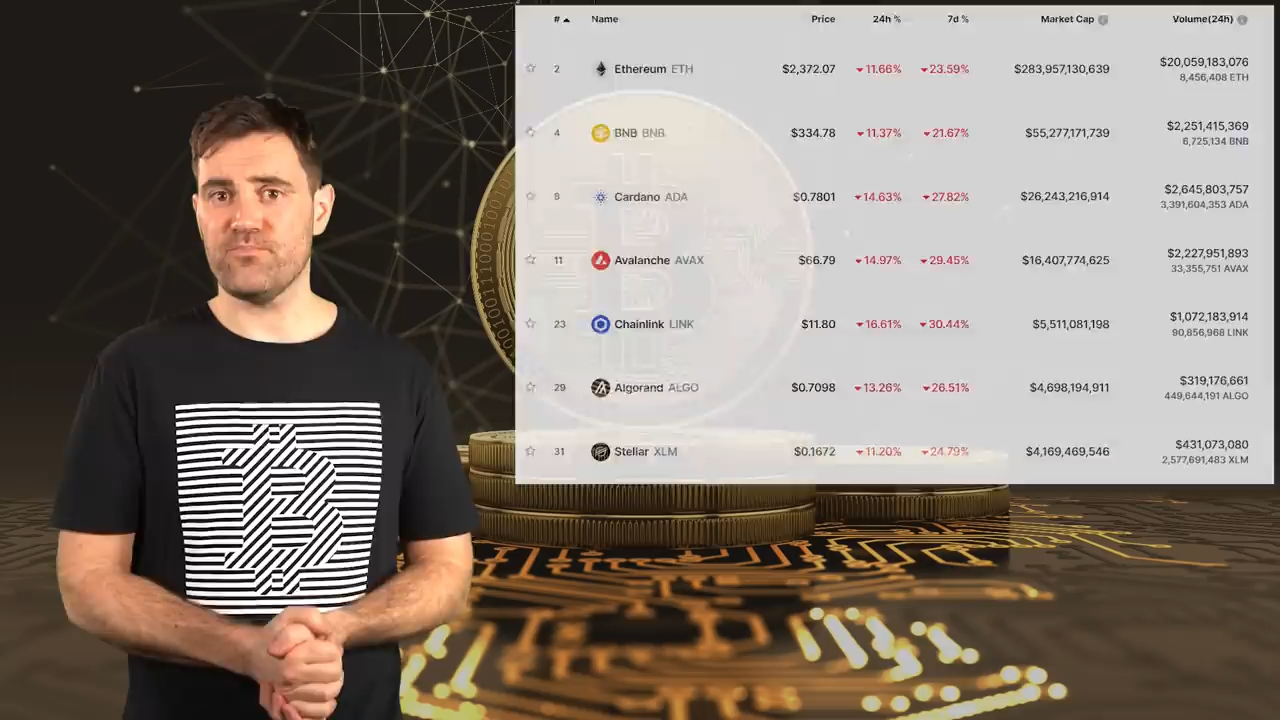 # Name Price 24h % 7d % Market Cap Volume(24h)
2 Ethereum ETH $2,372.07 11.66% 23.59% $283,957,130,639 $20,059,183,076
8,456,408 ETH
4 BNB BNB $334.78 11.37% 21.67% $55,277,171,739 $2,251,415,369
6,725,134 BNB
8 Cardano ADA $0.7801 14.63% 27.82% $26,243,216,914 $2,645,803,757
3,391,604,353 ADA
11 Avalanche AVAX $66.79 14.97% 29.45% $16,407,774,625 $2,227,951,893
33,355,751 AVAX
23 Chainlink LINK $11.80 16.61% 30.44% $5,511,081,198 $1,072,183,914
90,856,968 LINK
29 Algorand ALGO $0.7098 13.26% 26.51% $4,698,194,911 $319,176,661
449,644,191 ALGO
31 Stellar XLM $0.1672 11.20% 24.79% $4,169,469,546 $431,073,080
2,577,691,483 XLM